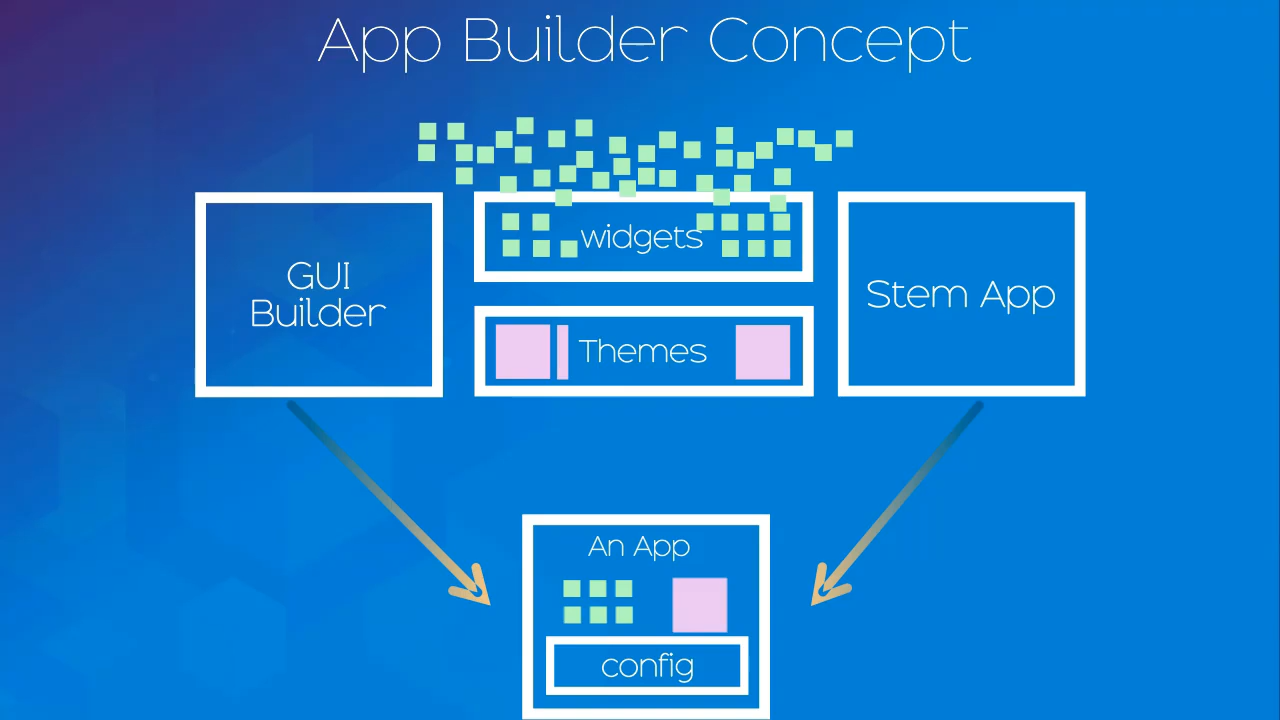 App Builder Concept
GUI
Builder
widgets
Themes
Stem App
An App
config